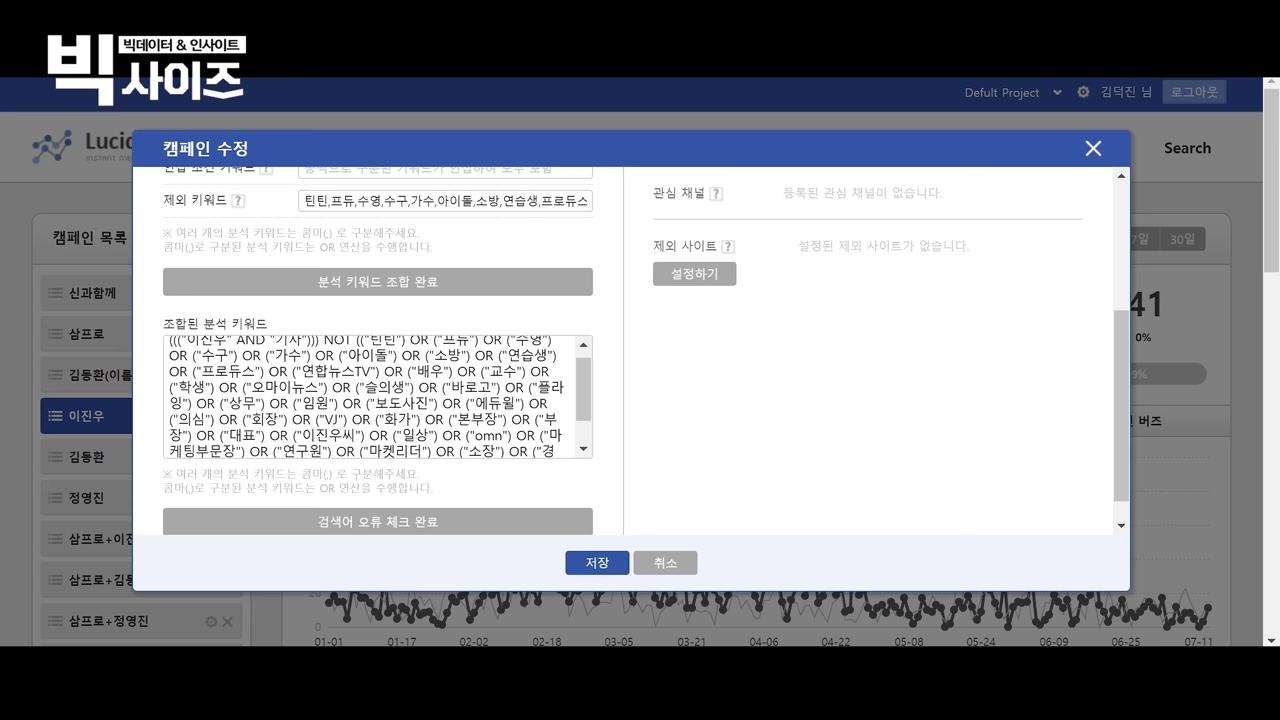 빅데이터 & 인사이트
빅사이즈
Defult Project
김덕진 님
로그아웃
Search
캠페인 수정
제외 키워드 ?
틴틴,프듀,수영,수구,가수,아이돌,소방,연습생,프로듀스
※ 여러 개의 분석 키워드는 콤마(,) 로 구분해주세요.
콤마(,)로 구분된 분석 키워드는 OR 연산을 수행합니다.
분석 키워드 조합 완료
조합된 분석 키워드
(((("이진우" AND "기자"))) NOT (("틴틴") OR ("프듀") OR ("수영")
OR ("수구") OR ("가수") OR ("아이돌") OR ("소방") OR ("연습생")
OR ("프로듀스") OR ("연합뉴스TV") OR ("배우") OR ("교수") OR
("학생") OR ("오마이뉴스") OR ("슬의생") OR ("바로고") OR ("플라
잉") OR ("상무") OR ("임원") OR ("보도사진") OR ("에듀윌") OR
("의심") OR ("회장") OR ("VJ") OR ("화가") OR ("본부장") OR ("부
장") OR ("대표") OR ("이진우씨") OR ("일상") OR ("omn") OR ("마
케팅부문장") OR ("연구원") OR ("마켓리더") OR ("소장") OR ("경
※ 여러 개의 분석 키워드는 콤마(,) 로 구분해주세요.
콤마(,)로 구분된 분석 키워드는 OR 연산을 수행합니다.
검색어 오류 체크 완료
관심 채널 ?
등록된 관심 채널이 없습니다.
제외 사이트 ?
설정된 제외 사이트가 없습니다.
설정하기
저장
취소
캠페인 목록
신과함께
삼프로
김동환(이름
이진우
김동환
정영진
삼프로+이진
삼프로+김동
삼프로+정영진
7일
30일
41
0%
9%
버즈
0
01-01
01-17
02-02
02-18
03-05
03-21
04-06
04-22
05-08
05-24
06-09
06-25
07-11